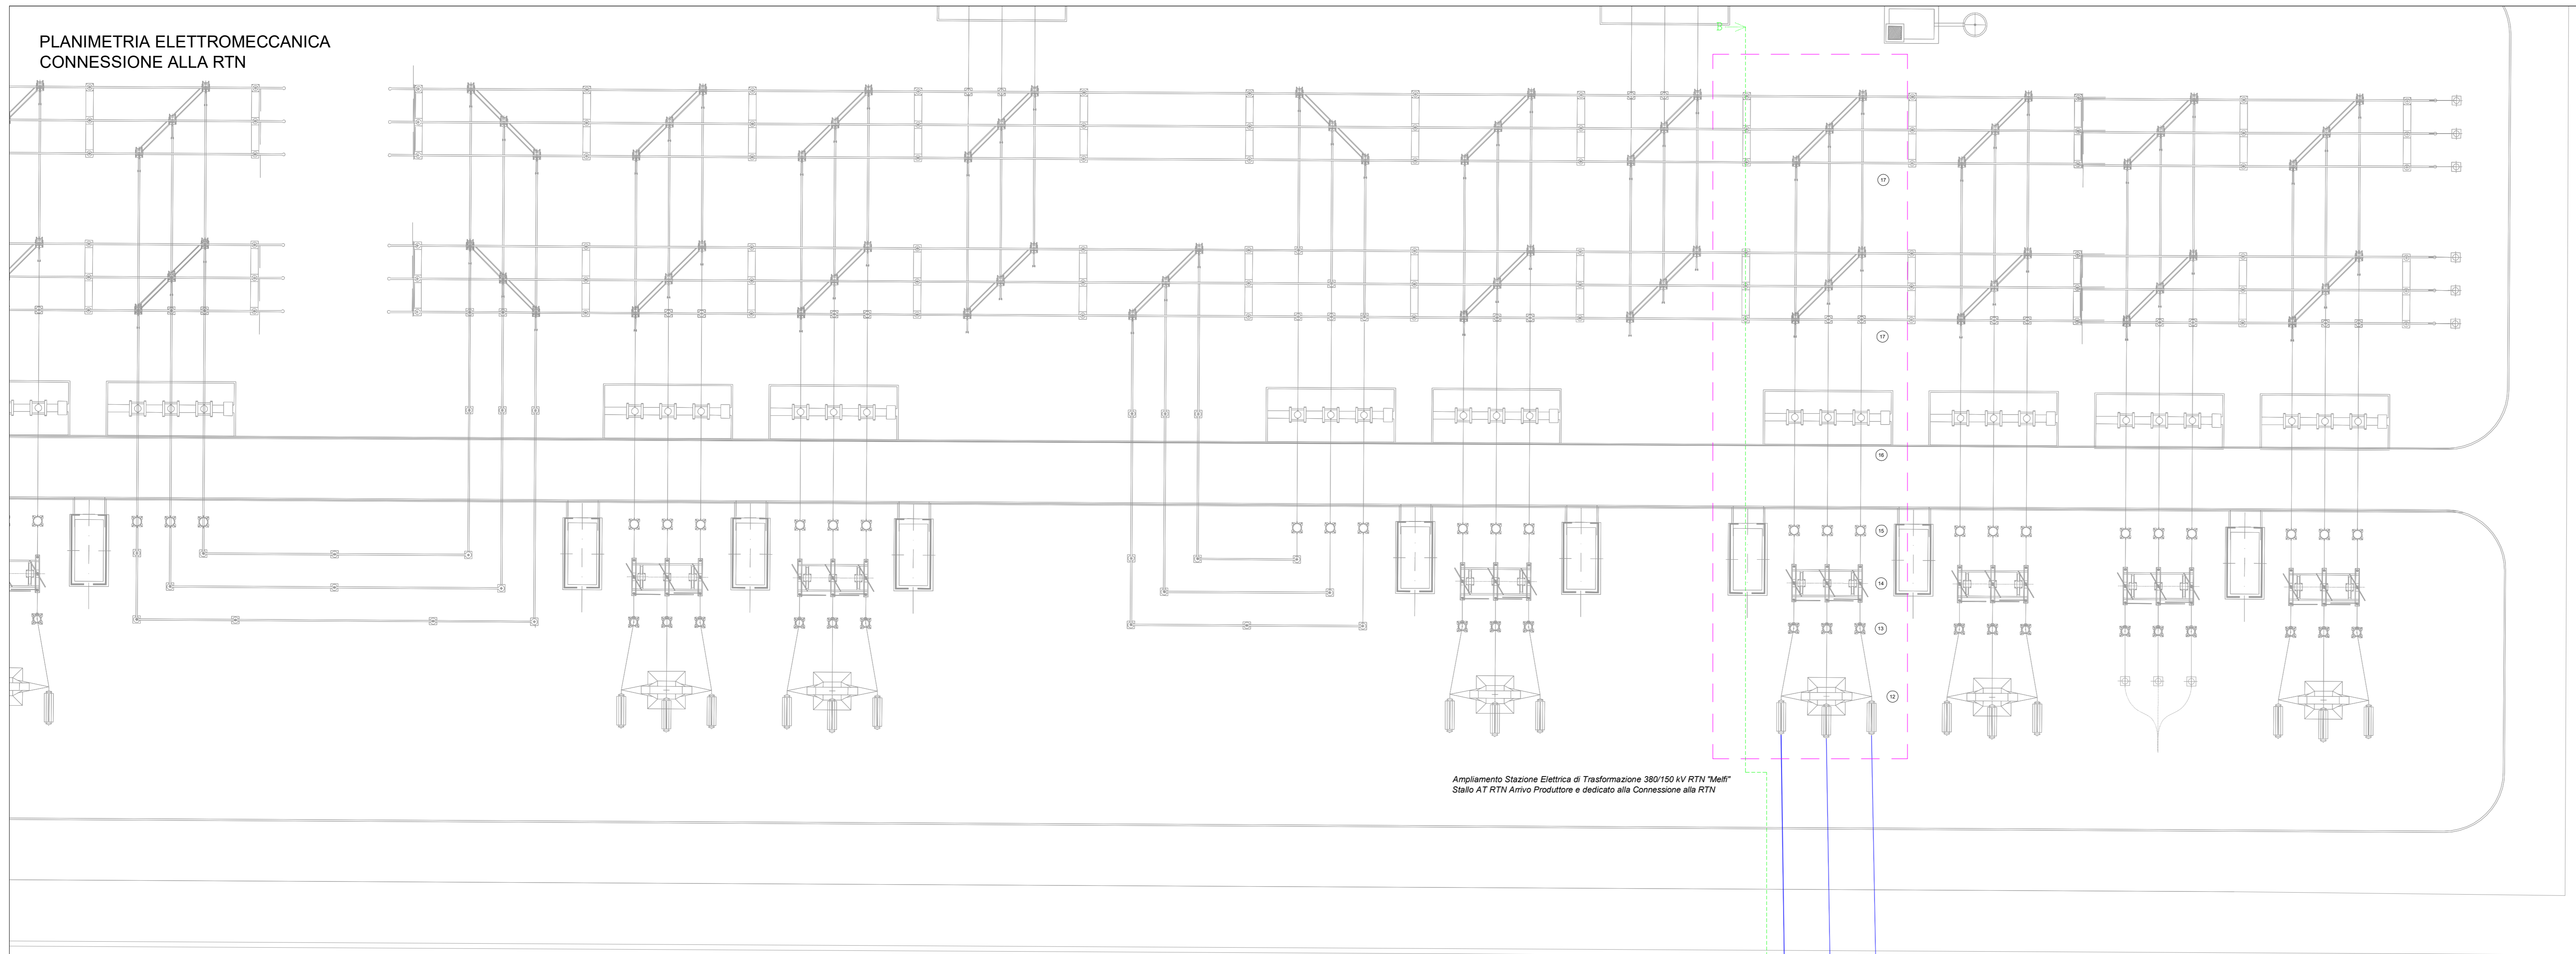 PLANIMETRIA ELETTROMECCANICA
CONNESSIONE ALLA RTN
B
17
17
16
15
14
13
12
Ampliamento Stazione Elettrica di Trasformazione 380/150 kV RTN "Melfi"
Stallo AT RTN Arrivo Produttore e dedicato alla Connessione alla RTN